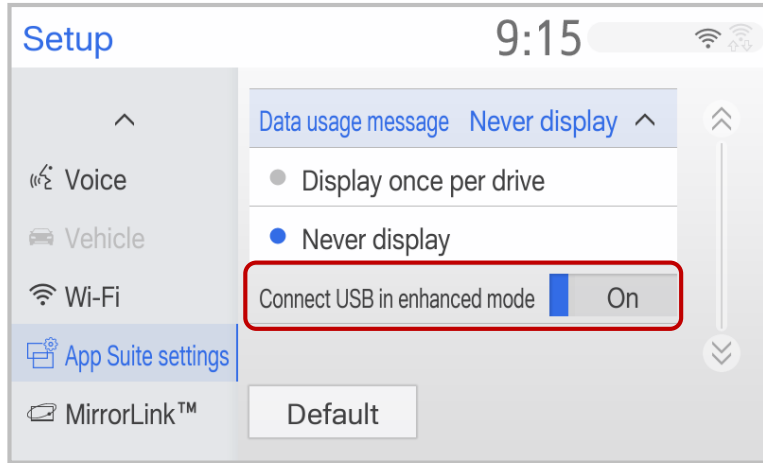 Setup
9:15
Voice
Vehicle
Wi-Fi
App Suite settings
MirrorLink™
Data usage message Never display
Display once per drive
Never display
Connect USB in enhanced mode On
Default